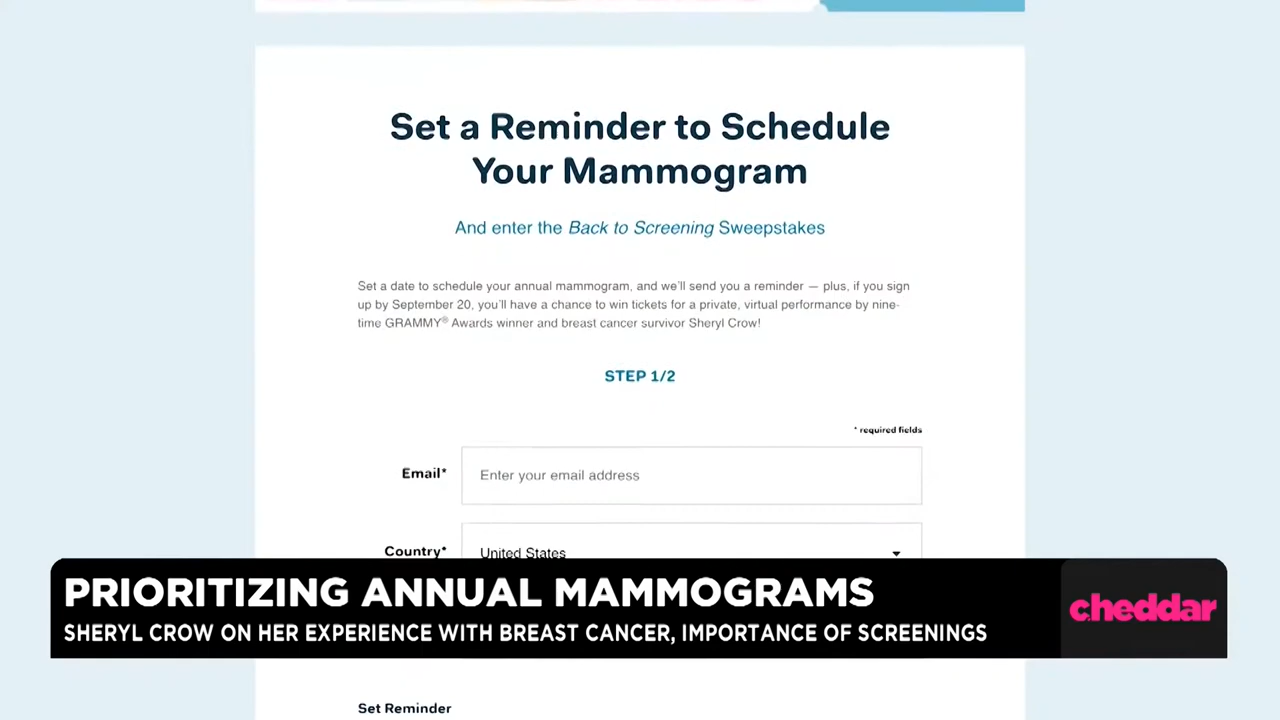 Set a Reminder to Schedule
Your Mammogram
And enter the Back to Screening Sweepstakes
Set a date to schedule your annual mammogram, and we'll send you a reminder — plus, if you sign
up by September 20, you'll have a chance to win tickets for a private, virtual performance by nine-
time GRAMMY® Awards winner and breast cancer survivor Sheryl Crow!
STEP 1/2
* required fields
Email*
Enter your email address
Country*
United States
PRIORITIZING ANNUAL MAMMOGRAMS
SHERYL CROW ON HER EXPERIENCE WITH BREAST CANCER, IMPORTANCE OF SCREENINGS
cheddar
Set Reminder